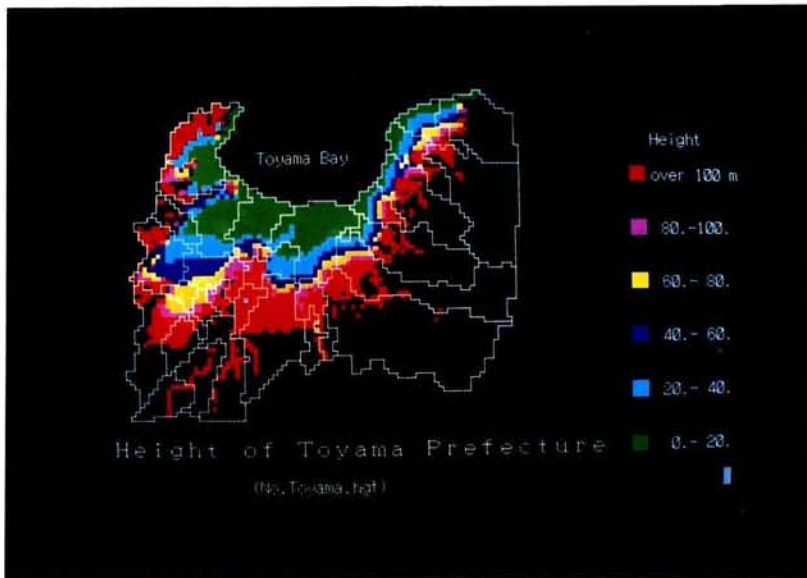 Toyama Bay
Height
over 100 m
80.-100.
60.- 80.
40.- 60.
20.- 40.
0.- 20.
Height of Toyama Prefecture
(No.Toyama.hgt)